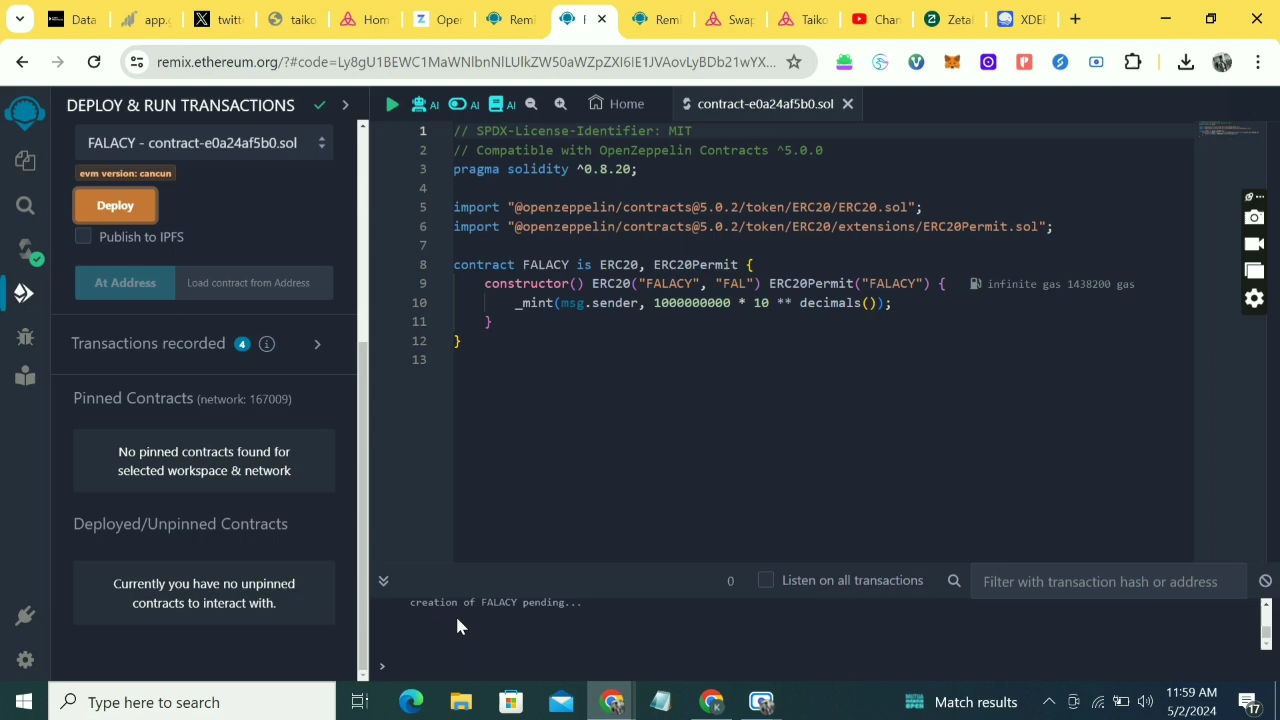 Data
app.g
twitt
taiko
Hom
Oper
Remi
Remi
Swap
Taiko
Chan
Zetal
XDEF
remix.ethereum.org/?#code=Ly8gU1BEWC1MaWNlbnNlLUlkZW50aWZpZXI6IE1JVAovLyBDb21wYX...
DEPLOY & RUN TRANSACTIONS
AI
AI
AI
Home
contract-e0a24af5b0.sol
FALACY - contract-e0a24af5b0.sol
evm version: cancun
Deploy
Publish to IPFS
At Address
Load contract from Address
Transactions recorded 4
Pinned Contracts (network: 167009)
No pinned contracts found for
selected workspace & network
Deployed/Unpinned Contracts
Currently you have no unpinned
contracts to interact with.
1 // SPDX-License-Identifier: MIT
2 // Compatible with OpenZeppelin Contracts ^5.0.0
3 pragma solidity ^0.8.20;
4
5 import "@openzeppelin/contracts@5.0.2/token/ERC20/ERC20.sol";
6 import "@openzeppelin/contracts@5.0.2/token/ERC20/extensions/ERC20Permit.sol";
7
8 contract FALACY is ERC20, ERC20Permit {
9 constructor() ERC20("FALACY", "FAL") ERC20Permit("FALACY") { infinite gas 1438200 gas
10 _mint(msg.sender, 1000000000 * 10 ** decimals());
11 }
12 }
13
0
Listen on all transactions
Filter with transaction hash or address
creation of FALACY pending...
>
Type here to search
Match results
11:59 AM
5/2/2024
17